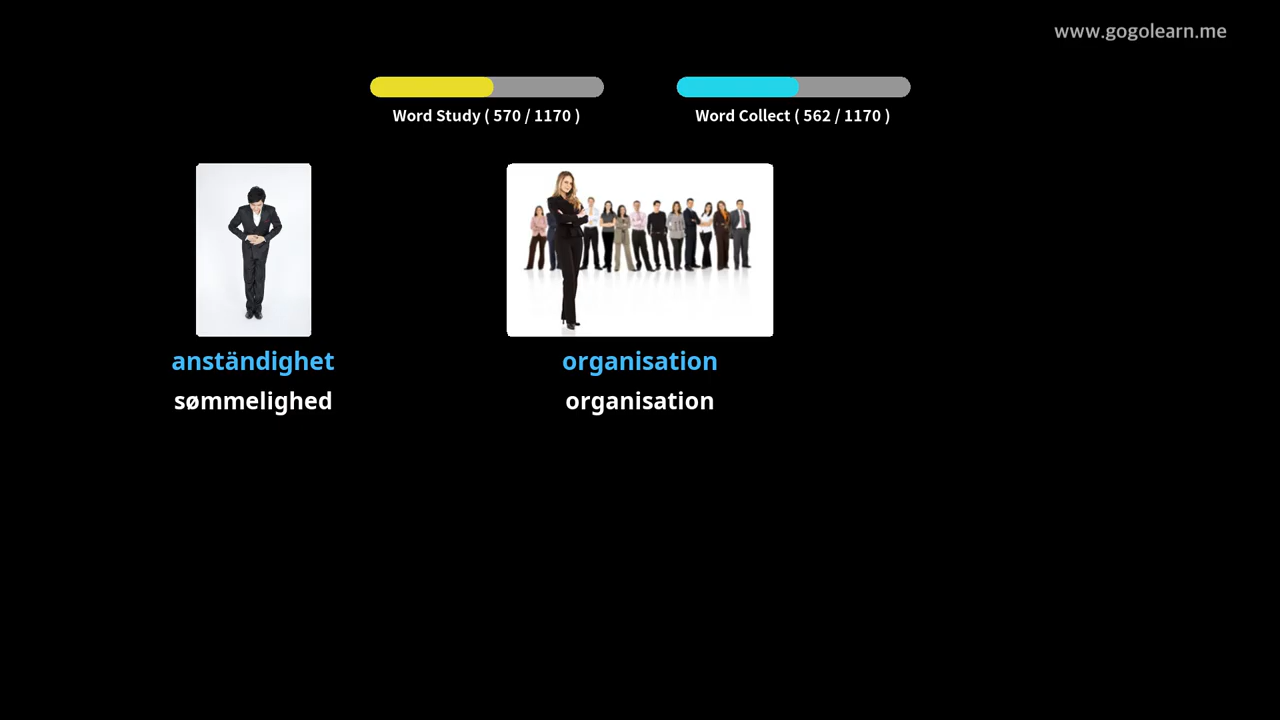 www.gogolearn.me
Word Study ( 570 / 1170 )
Word Collect ( 562 / 1170 )
anständighet
organisation
sømmelighed
organisation